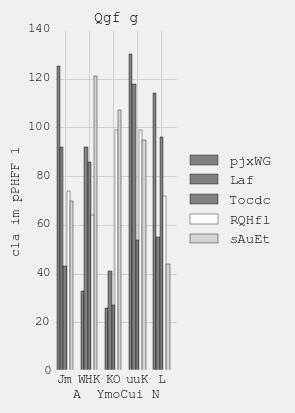 Qgf g
140
120
100
80
60
40
20
0
cla im pPHFF l
Jm WHK KO uuK L
A YmoCui N
pjxWG
Laf
Tocdc
RQHfl
sAuEt